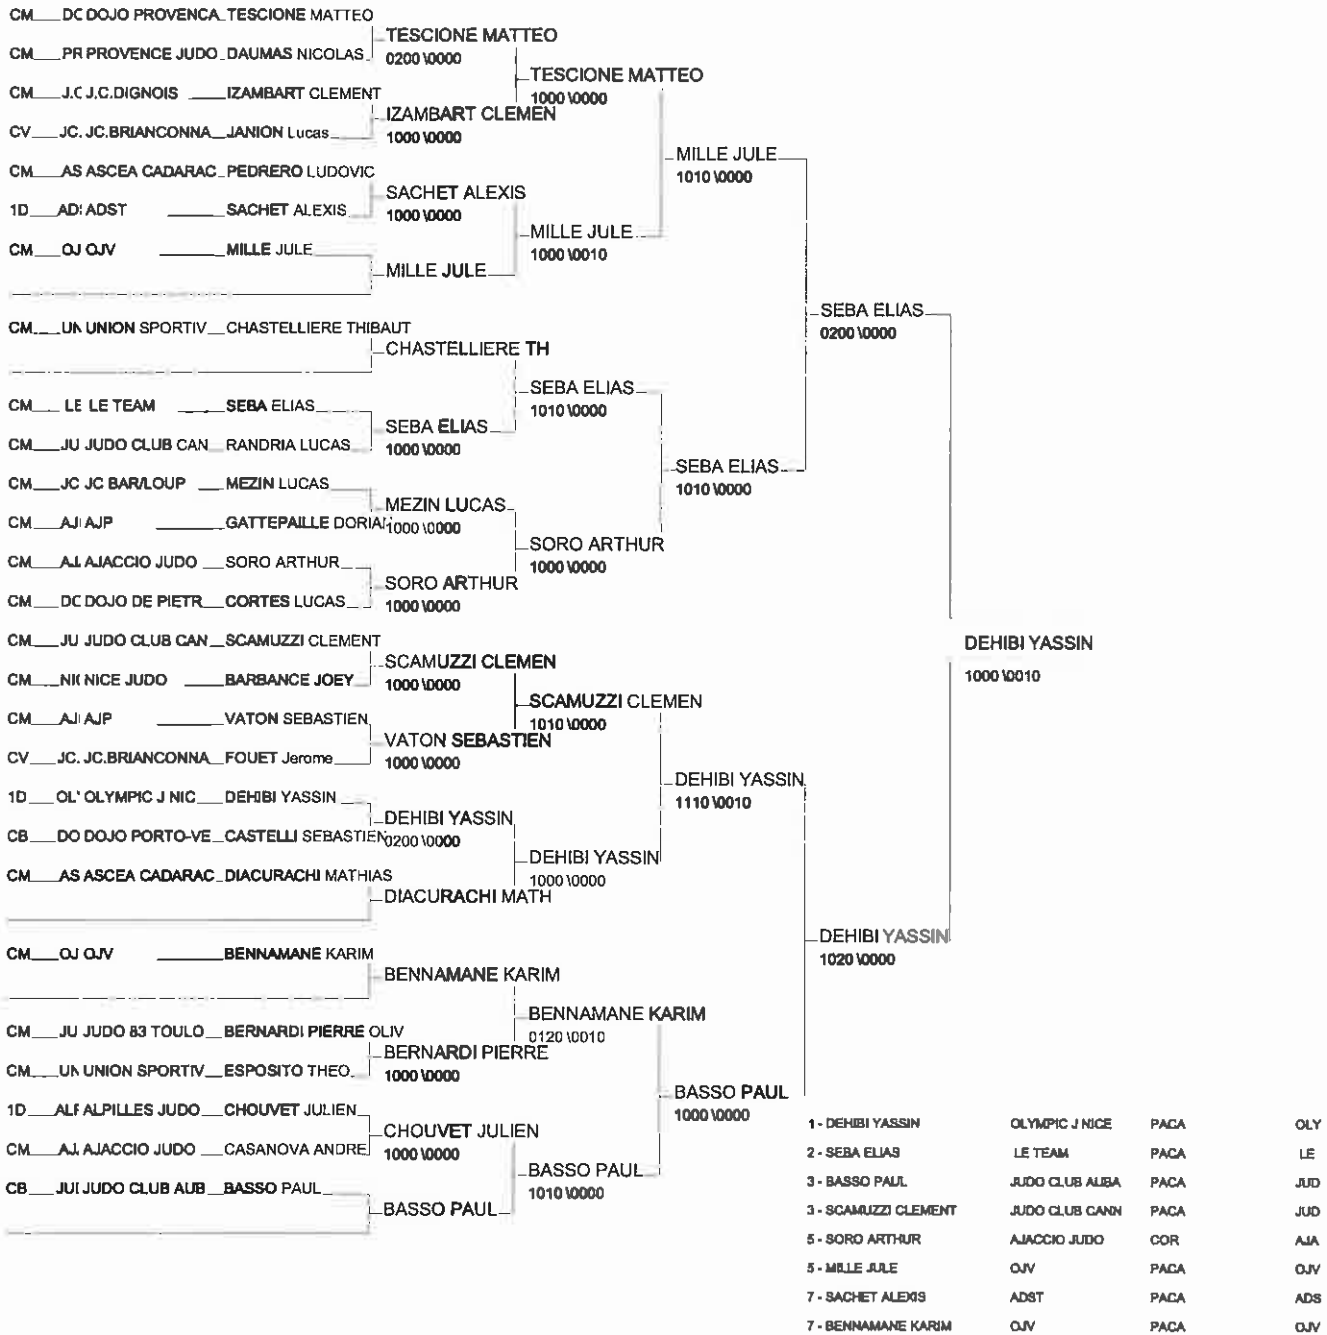 CM DC DOJO PROVENCA TESCIONE MATTEO
TESCIONE MATTEO
0200 \0000
CM PR PROVENCE JUDO DAUMAS NICOLAS
TESCIONE MATTEO
1000 \0000
CM J.C J.C.DIGNOIS IZAMBART CLEMENT
IZAMBART CLEMEN
1000 \0000
CV JC. JC.BRIANCONNA JANION Lucas
MILLE JULE
1010 \0000
CM AS ASCEA CADARAC PEDRERO LUDOVIC
SACHET ALEXIS
1000 \0000
1D ADS ADST SACHET ALEXIS
MILLE JULE
1000 \0010
CM OJ OJV MILLE JULE
MILLE JULE
SEBA ELIAS
0200 \0000
CM UN UNION SPORTIV CHASTELLIERE THIBAUT
CHASTELLIERE TH
SEBA ELIAS
1010 \0000
CM LE LE TEAM SEBA ELIAS
SEBA ELIAS
1000 \0000
CM JU JUDO CLUB CAN RANDRIA LUCAS
SEBA ELIAS
1010 \0000
CM JC JC BAR/LOUP MEZIN LUCAS
MEZIN LUCAS
1000 \0000
CM AJI AJP GATTEPAILLE DORIAN
SORO ARTHUR
1000 \0000
CM AJ. AJACCIO JUDO SORO ARTHUR
SORO ARTHUR
1000 \0000
CM DC DOJO DE PIETR CORTES LUCAS
DEHIBI YASSIN
1000 \0010
CM JU JUDO CLUB CAN SCAMUZZI CLEMENT
SCAMUZZI CLEMEN
1000 \0000
CM NI( NICE JUDO BARBANCE JOEY
SCAMUZZI CLEMEN
1010 \0000
CM AJI AJP VATON SEBASTIEN
VATON SEBASTIEN
1000 \0000
CV JC. JC.BRIANCONNA FOUET Jerome
DEHIBI YASSIN
1110 \0010
1D OL' OLYMPIC J NIC DEHIBI YASSIN
DEHIBI YASSIN
0200 \0000
CB DO DOJO PORTO-VE CASTELLI SEBASTIEN
DEHIBI YASSIN
1000 \0000
CM AS ASCEA CADARAC DIACURACHI MATHIAS
DIACURACHI MATH
DEHIBI YASSIN
1020 \0000
CM OJ OJV BENNAMANE KARIM
BENNAMANE KARIM
BENNAMANE KARIM
0120 \0010
CM JU JUDO 83 TOULO BERNARDI PIERRE OLIV
BERNARDI PIERRE
1000 \0000
CM UN UNION SPORTIV ESPOSITO THEO
BASSO PAUL
1000 \0000
1D ALF ALPILLES JUDO CHOUVET JULIEN
CHOUVET JULIEN
1000 \0000
CM AJ. AJACCIO JUDO CASANOVA ANDRE
BASSO PAUL
1010 \0000
CB JUI JUDO CLUB AUB BASSO PAUL
BASSO PAUL
1 - DEHIBI YASSIN OLYMPIC J NICE PACA OLY
2 - SEBA ELIAS LE TEAM PACA LE
3 - BASSO PAUL JUDO CLUB AUBA PACA JUD
3 - SCAMUZZI CLEMENT JUDO CLUB CANN PACA JUD
5 - SORO ARTHUR AJACCIO JUDO COR AJA
5 - MILLE JULE OJV PACA OJV
7 - SACHET ALEXIS ADST PACA ADS
7 - BENNAMANE KARIM OJV PACA OJV